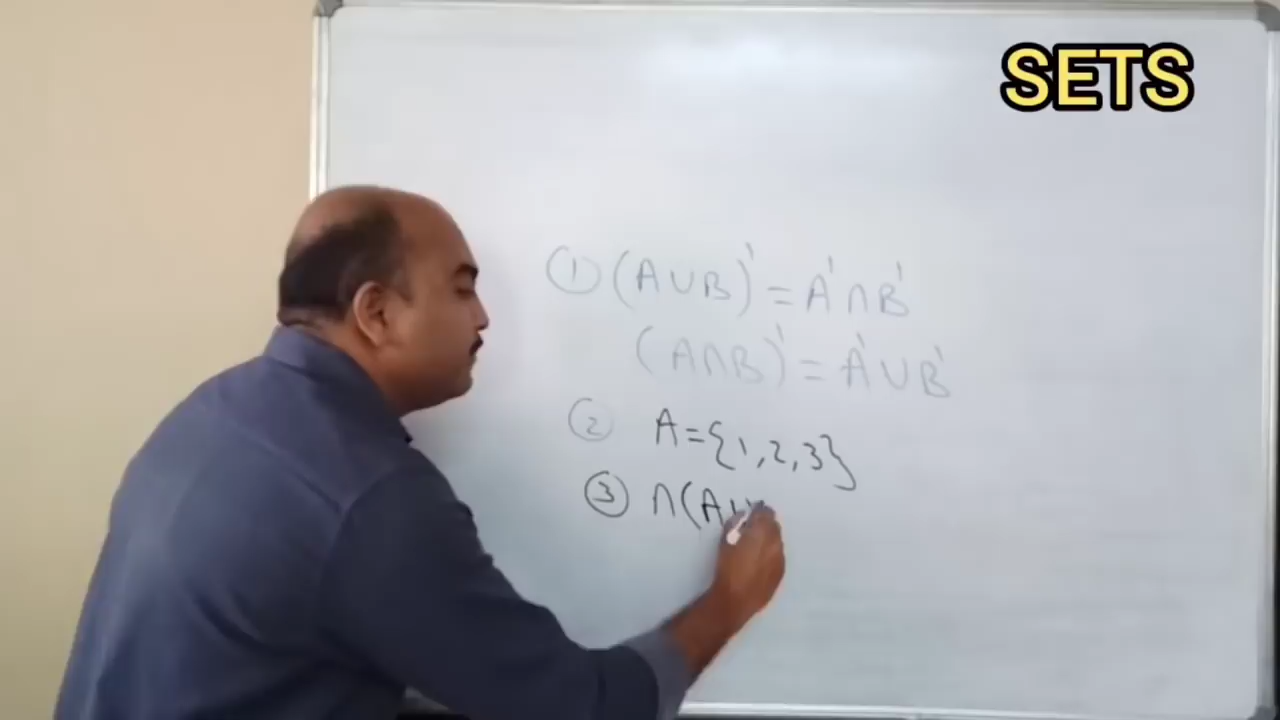 SETS
① (A∪B)' = A'∩B'
(A∩B)' = A'∪B'
② A={1,2,3}
③ n(A∪